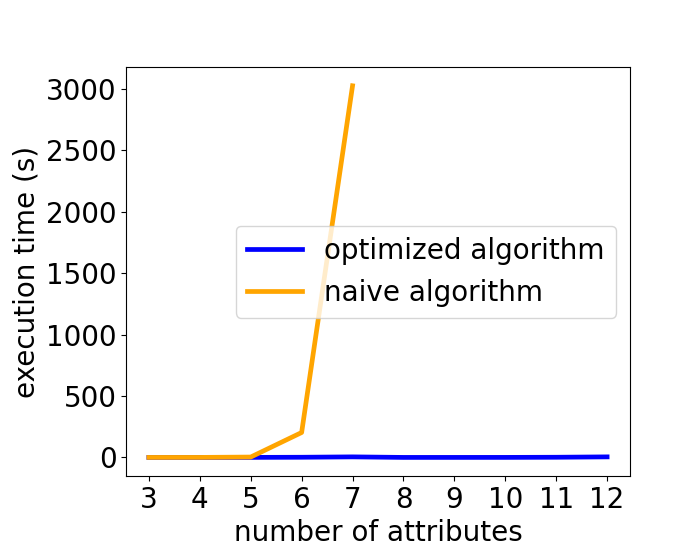 3000
2500
2000
1500
1000
500
0
execution time (s)
optimized algorithm
naive algorithm
3 4 5 6 7 8 9 10 11 12
number of attributes